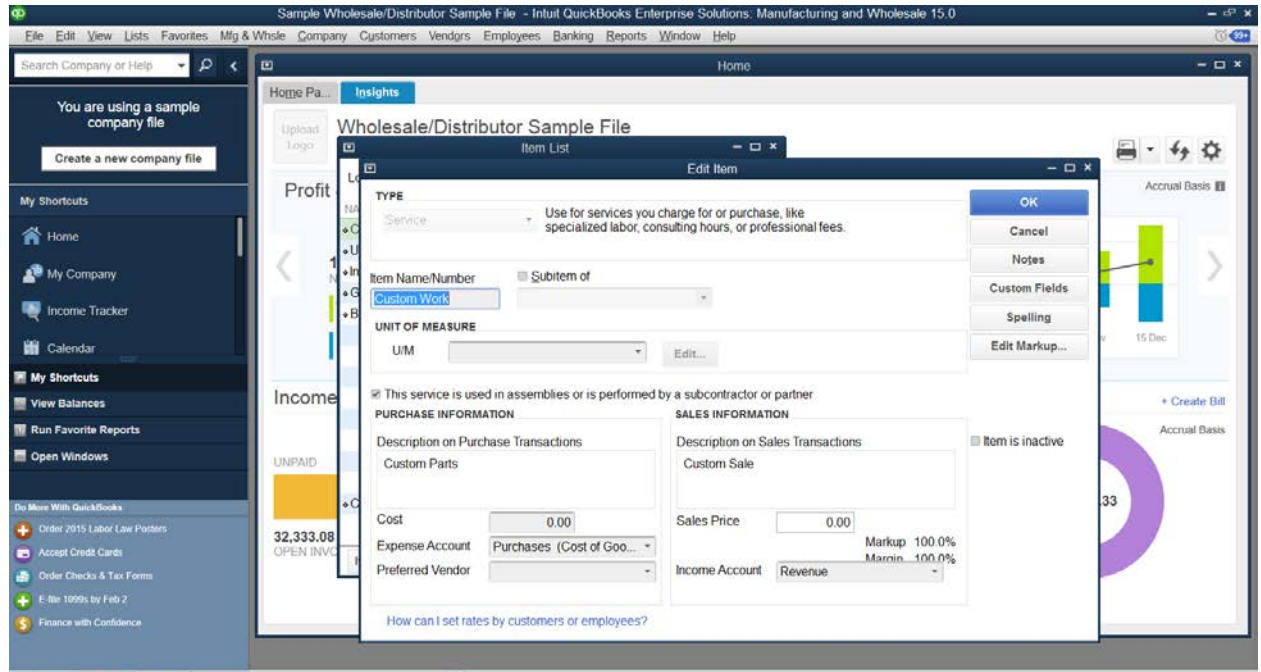 Sample Wholesale/Distributor Sample File - Intuit QuickBooks Enterprise Solutions: Manufacturing and Wholesale 15.0
File Edit View Lists Favorites Mfg & Whsle Company Customers Vendors Employees Banking Reports Window Help
99+
Search Company or Help
Home
Home Pa... Insights
You are using a sample
company file
Create a new company file
Upload
Logo
Wholesale/Distributor Sample File
Item List
Edit Item
Profit
Accrual Basis
My Shortcuts
Home
My Company
Income Tracker
Calendar
My Shortcuts
View Balances
Run Favorite Reports
Open Windows
Do More With QuickBooks
Order 2015 Labor Law Posters
Accept Credit Cards
Order Checks & Tax Forms
E-file 1099s by Feb 2
Finance with Confidence
TYPE
Service
Use for services you charge for or purchase, like
specialized labor, consulting hours, or professional fees.
OK
Cancel
Notes
Custom Fields
Spelling
Edit Markup...
Item Name/Number
Subitem of
Custom Work
UNIT OF MEASURE
U/M
Edit...
15 Dec
This service is used in assemblies or is performed by a subcontractor or partner
Income
+ Create Bill
PURCHASE INFORMATION
SALES INFORMATION
Accrual Basis
Description on Purchase Transactions
Description on Sales Transactions
Item is inactive
Custom Parts
Custom Sale
UNPAID
Cost 0.00
Sales Price 0.00
.33
32,333.08
OPEN INVO
Expense Account Purchases (Cost of Goo...
Markup 100.0%
Margin 100.0%
Preferred Vendor
Income Account Revenue
How can I set rates by customers or employees?